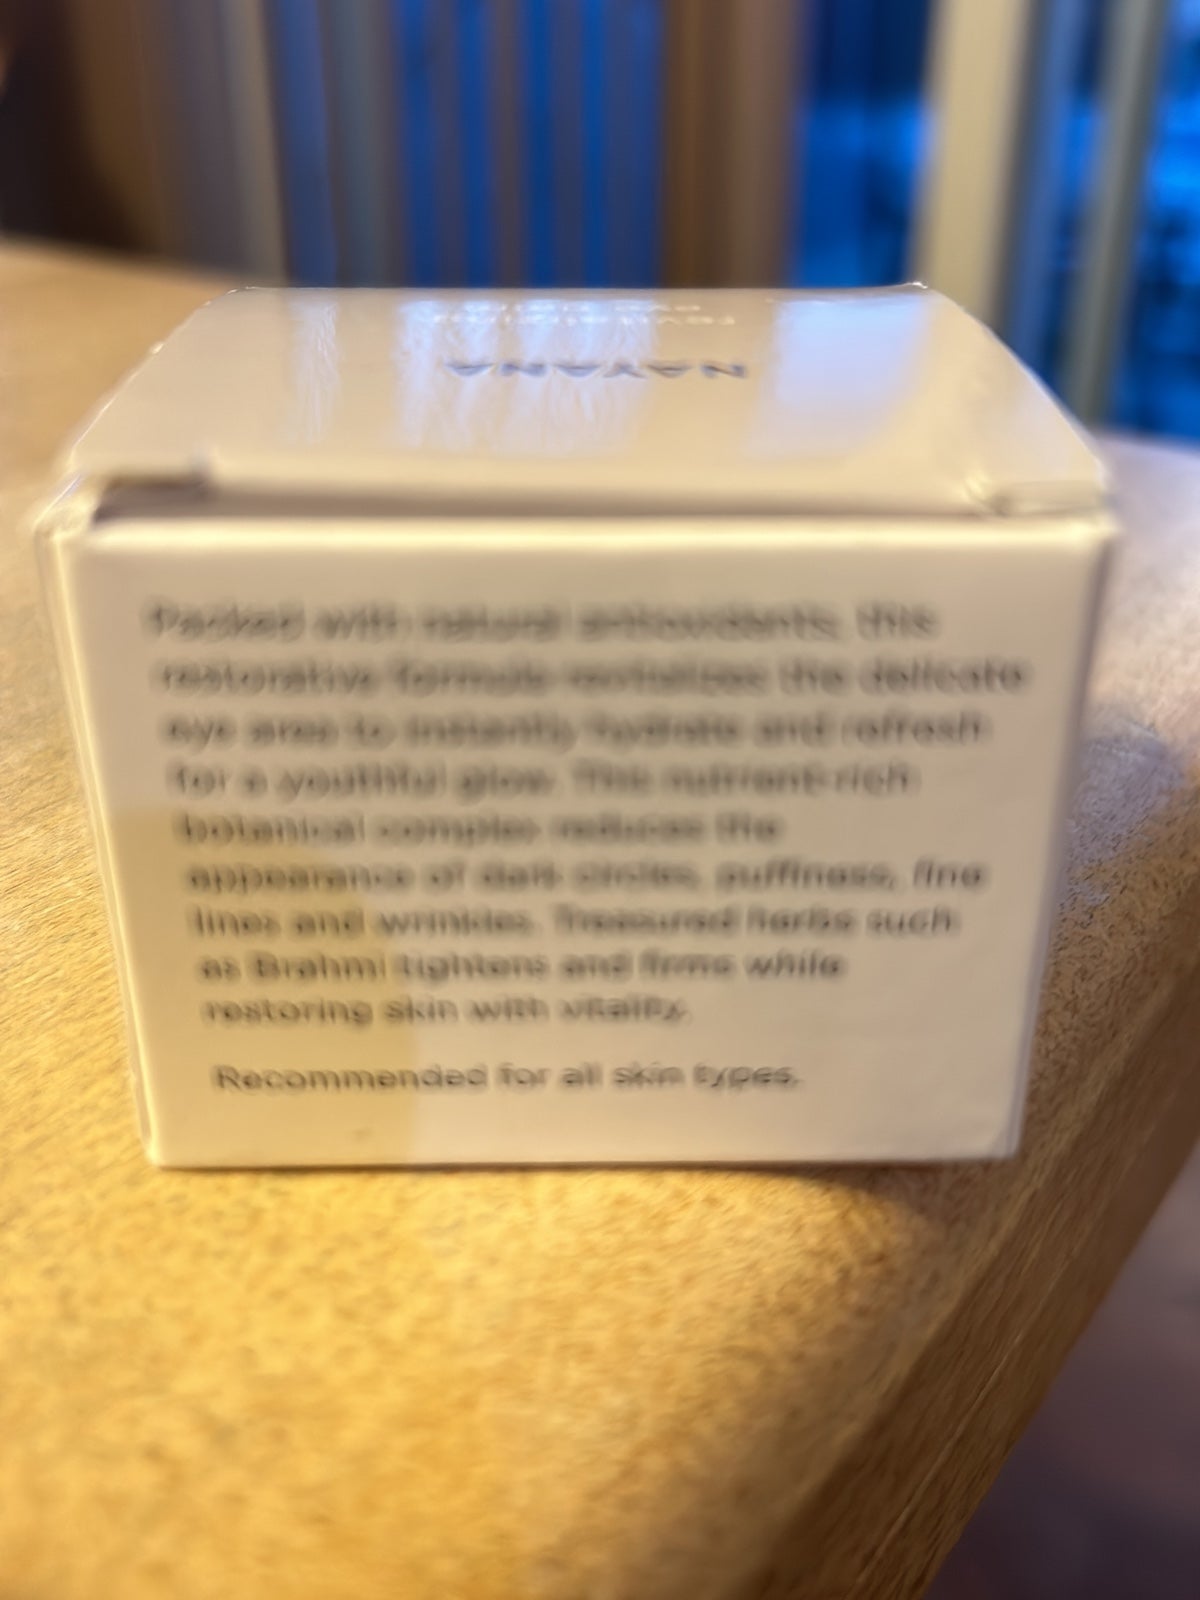 NAYANA
Packed with natural antioxidants, this
restorative formula revitalizes the delicate
eye area to instantly hydrate and refresh
for a youthful glow. This nutrient-rich
botanical complex reduces the
appearance of dark circles, puffiness, fine
lines and wrinkles. Treasured herbs such
as Brahmi tightens and firms while
restoring skin with vitality.
Recommended for all skin types.